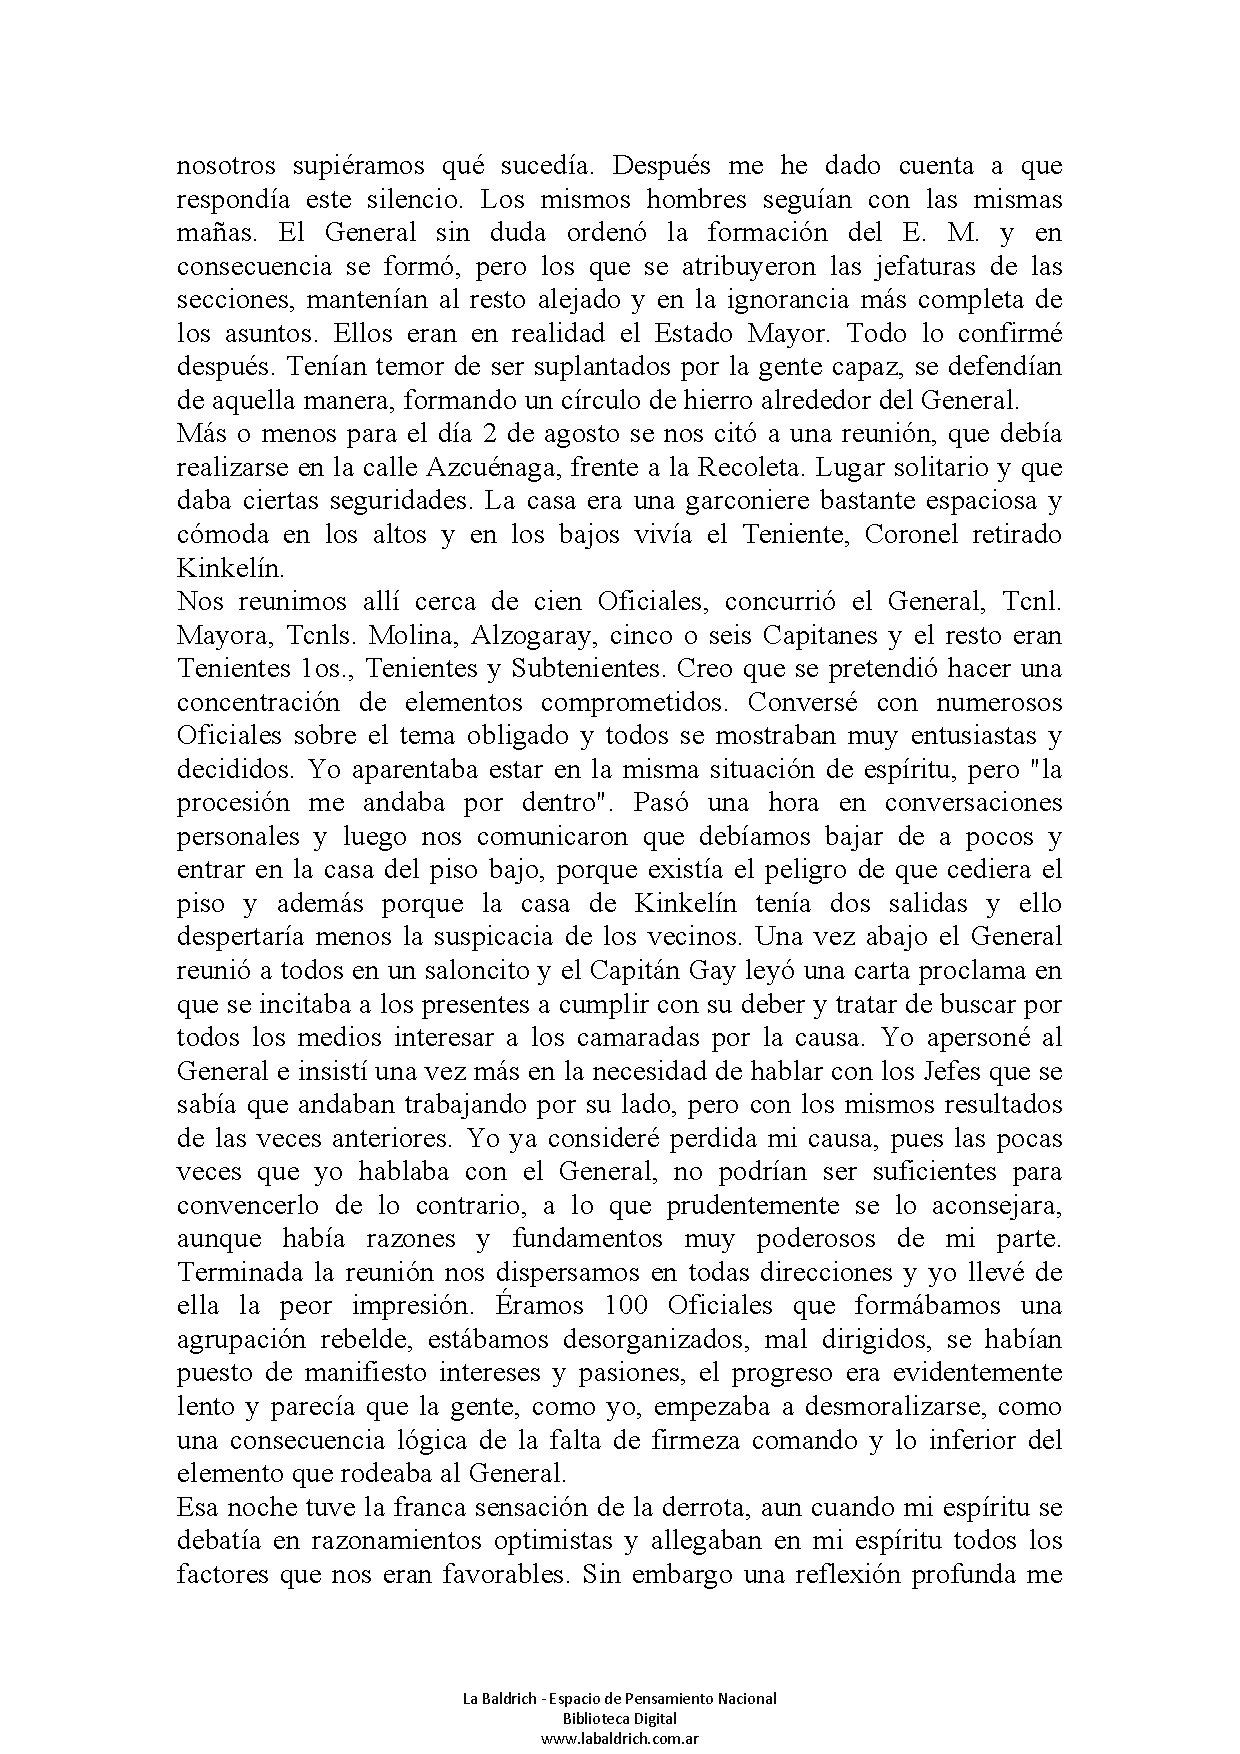 nosotros supiéramos qué sucedía. Después me he dado cuenta a que
respondía este silencio. Los mismos hombres seguían con las mismas
mañas. El General sin duda ordenó la formación del E. M. y en
consecuencia se formó, pero los que se atribuyeron las jefaturas de las
secciones, mantenían al resto alejado y en la ignorancia más completa de
los asuntos. Ellos eran en realidad el Estado Mayor. Todo lo confirmé
después. Tenían temor de ser suplantados por la gente capaz, se defendían
de aquella manera, formando un círculo de hierro alrededor del General.
Más o menos para el día 2 de agosto se nos citó a una reunión, que debía
realizarse en la calle Azcuénaga, frente a la Recoleta. Lugar solitario y que
daba ciertas seguridades. La casa era una garconiere bastante espaciosa y
cómoda en los altos y en los bajos vivía el Teniente, Coronel retirado
Kinkelín.
Nos reunimos allí cerca de cien Oficiales, concurrió el General, Tcnl.
Mayora, Tcnls. Molina, Alzogaray, cinco o seis Capitanes y el resto eran
Tenientes 1os., Tenientes y Subtenientes. Creo que se pretendió hacer una
concentración de elementos comprometidos. Conversé con numerosos
Oficiales sobre el tema obligado y todos se mostraban muy entusiastas y
decididos. Yo aparentaba estar en la misma situación de espíritu, pero "la
procesión me andaba por dentro". Pasó una hora en conversaciones
personales y luego nos comunicaron que debíamos bajar de a pocos y
entrar en la casa del piso bajo, porque existía el peligro de que cediera el
piso y además porque la casa de Kinkelín tenía dos salidas y ello
despertaría menos la suspicacia de los vecinos. Una vez abajo el General
reunió a todos en un saloncito y el Capitán Gay leyó una carta proclama en
que se incitaba a los presentes a cumplir con su deber y tratar de buscar por
todos los medios interesar a los camaradas por la causa. Yo apersoné al
General e insistí una vez más en la necesidad de hablar con los Jefes que se
sabía que andaban trabajando por su lado, pero con los mismos resultados
de las veces anteriores. Yo ya consideré perdida mi causa, pues las pocas
veces que yo hablaba con el General, no podrían ser suficientes para
convencerlo de lo contrario, a lo que prudentemente se lo aconsejara,
aunque había razones y fundamentos muy poderosos de mi parte.
Terminada la reunión nos dispersamos en todas direcciones y yo llevé de
ella la peor impresión. Éramos 100 Oficiales que formábamos una
agrupación rebelde, estábamos desorganizados, mal dirigidos, se habían
puesto de manifiesto intereses y pasiones, el progreso era evidentemente
lento y parecía que la gente, como yo, empezaba a desmoralizarse, como
una consecuencia lógica de la falta de firmeza comando y lo inferior del
elemento que rodeaba al General.
Esa noche tuve la franca sensación de la derrota, aun cuando mi espíritu se
debatía en razonamientos optimistas y allegaban en mi espíritu todos los
factores que nos eran favorables. Sin embargo una reflexión profunda me
La Baldrich - Espacio de Pensamiento Nacional
Biblioteca Digital
www.labaldrich.com.ar